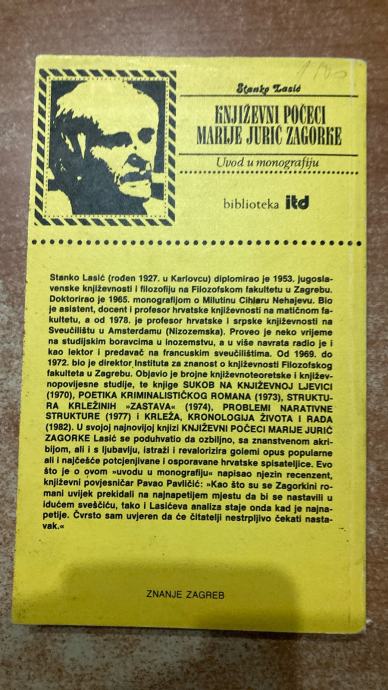 Stanko Lasić
KNJIŽEVNI POČECI
MARIJE JURIĆ ZAGORKE
Uvod u monografiju
biblioteka itd
Stanko Lasić (rođen 1927. u Karlovcu) diplomirao je 1953. jugosla-
venske književnosti i filozofiju na Filozofskom fakultetu u Zagrebu.
Doktorirao je 1965. monografijom o Milutinu Cihlaru Nehajevu. Bio
je asistent, docent i profesor hrvatske književnosti na matičnom fa-
kultetu, a od 1978. je profesor hrvatske i srpske književnosti na
Sveučilištu u Amsterdamu (Nizozemska). Proveo je neko vrijeme
na studijskim boravcima u inozemstvu, a u više navrata radio je i
kao lektor i predavač na francuskim sveučilištima. Od 1969. do
1972. bio je direktor Instituta za znanost o književnosti Filozofskog
fakulteta u Zagrebu. Objavio je brojne književnoteoretske i književ-
nopovijesne studije, te knjige SUKOB NA KNJIŽEVNOJ LJEVICI
(1970), POETIKA KRIMINALISTIČKOG ROMANA (1973), STRUKTU-
RA KRLEŽINIH »ZASTAVA« (1974), PROBLEMI NARATIVNE
STRUKTURE (1977) i KRLEŽA, KRONOLOGIJA ŽIVOTA I RADA
(1982). U svojoj najnovijoj knjizi KNJIŽEVNI POČECI MARIJE JURIĆ
ZAGORKE Lasić se poduhvatio da ozbiljno, sa znanstvenom akri-
bijom, ali i s ljubavlju, istraži i revalorizira golemi opus popularne
ali i najčešće potcjenjivane i osporavane hrvatske spisateljice. Evo
što je o ovom »uvodu u monografiju« napisao njezin recenzent,
književni povjesničar Pavao Pavličić: »Kao što su se Zagorkini ro-
mani uvijek prekidali na najnapetijem mjestu da bi se nastavili u
idućem sveščiću, tako i Lasićeva analiza staje onda kad je najna-
petije. Čvrsto sam uvjeren da će čitatelji nestrpljivo čekati nasta-
vak.«
ZNANJE ZAGREB